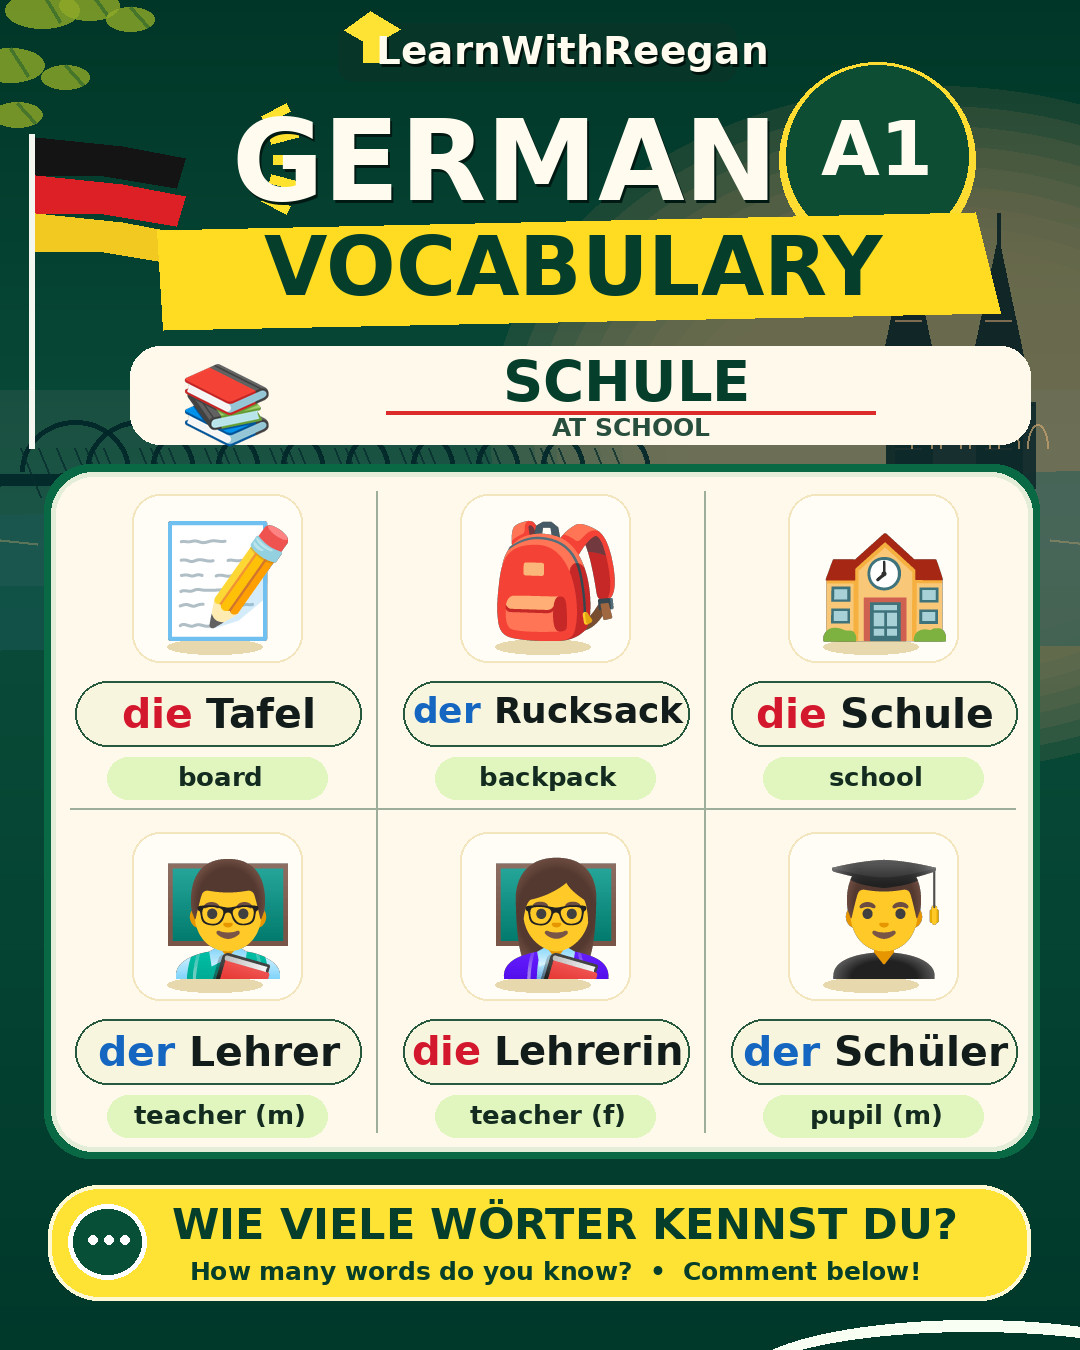 LearnWithReegan
GERMAN
A1
VOCABULARY
SCHULE
AT SCHOOL
die Tafel
board
der Rucksack
backpack
die Schule
school
der Lehrer
teacher (m)
die Lehrerin
teacher (f)
der Schüler
pupil (m)
WIE VIELE WÖRTER KENNST DU?
How many words do you know? • Comment below!